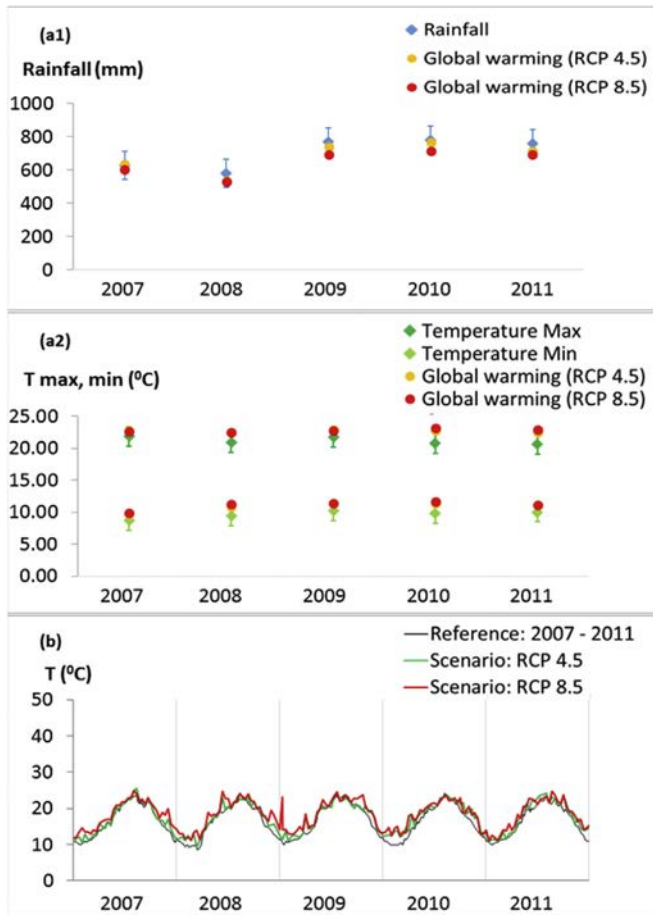 (a1)
Rainfall
Rainfall (mm)
Global warming (RCP 4.5)
Global warming (RCP 8.5)
1000
800
600
400
200
0
2007 2008 2009 2010 2011
(a2)
Temperature Max
Temperature Min
T max, min (⁰C)
Global warming (RCP 4.5)
Global warming (RCP 8.5)
25.00
20.00
15.00
10.00
5.00
0.00
2007 2008 2009 2010 2011
(b)
Reference: 2007 - 2011
T (⁰C)
Scenario: RCP 4.5
Scenario: RCP 8.5
50
40
30
20
10
0
2007 2008 2009 2010 2011